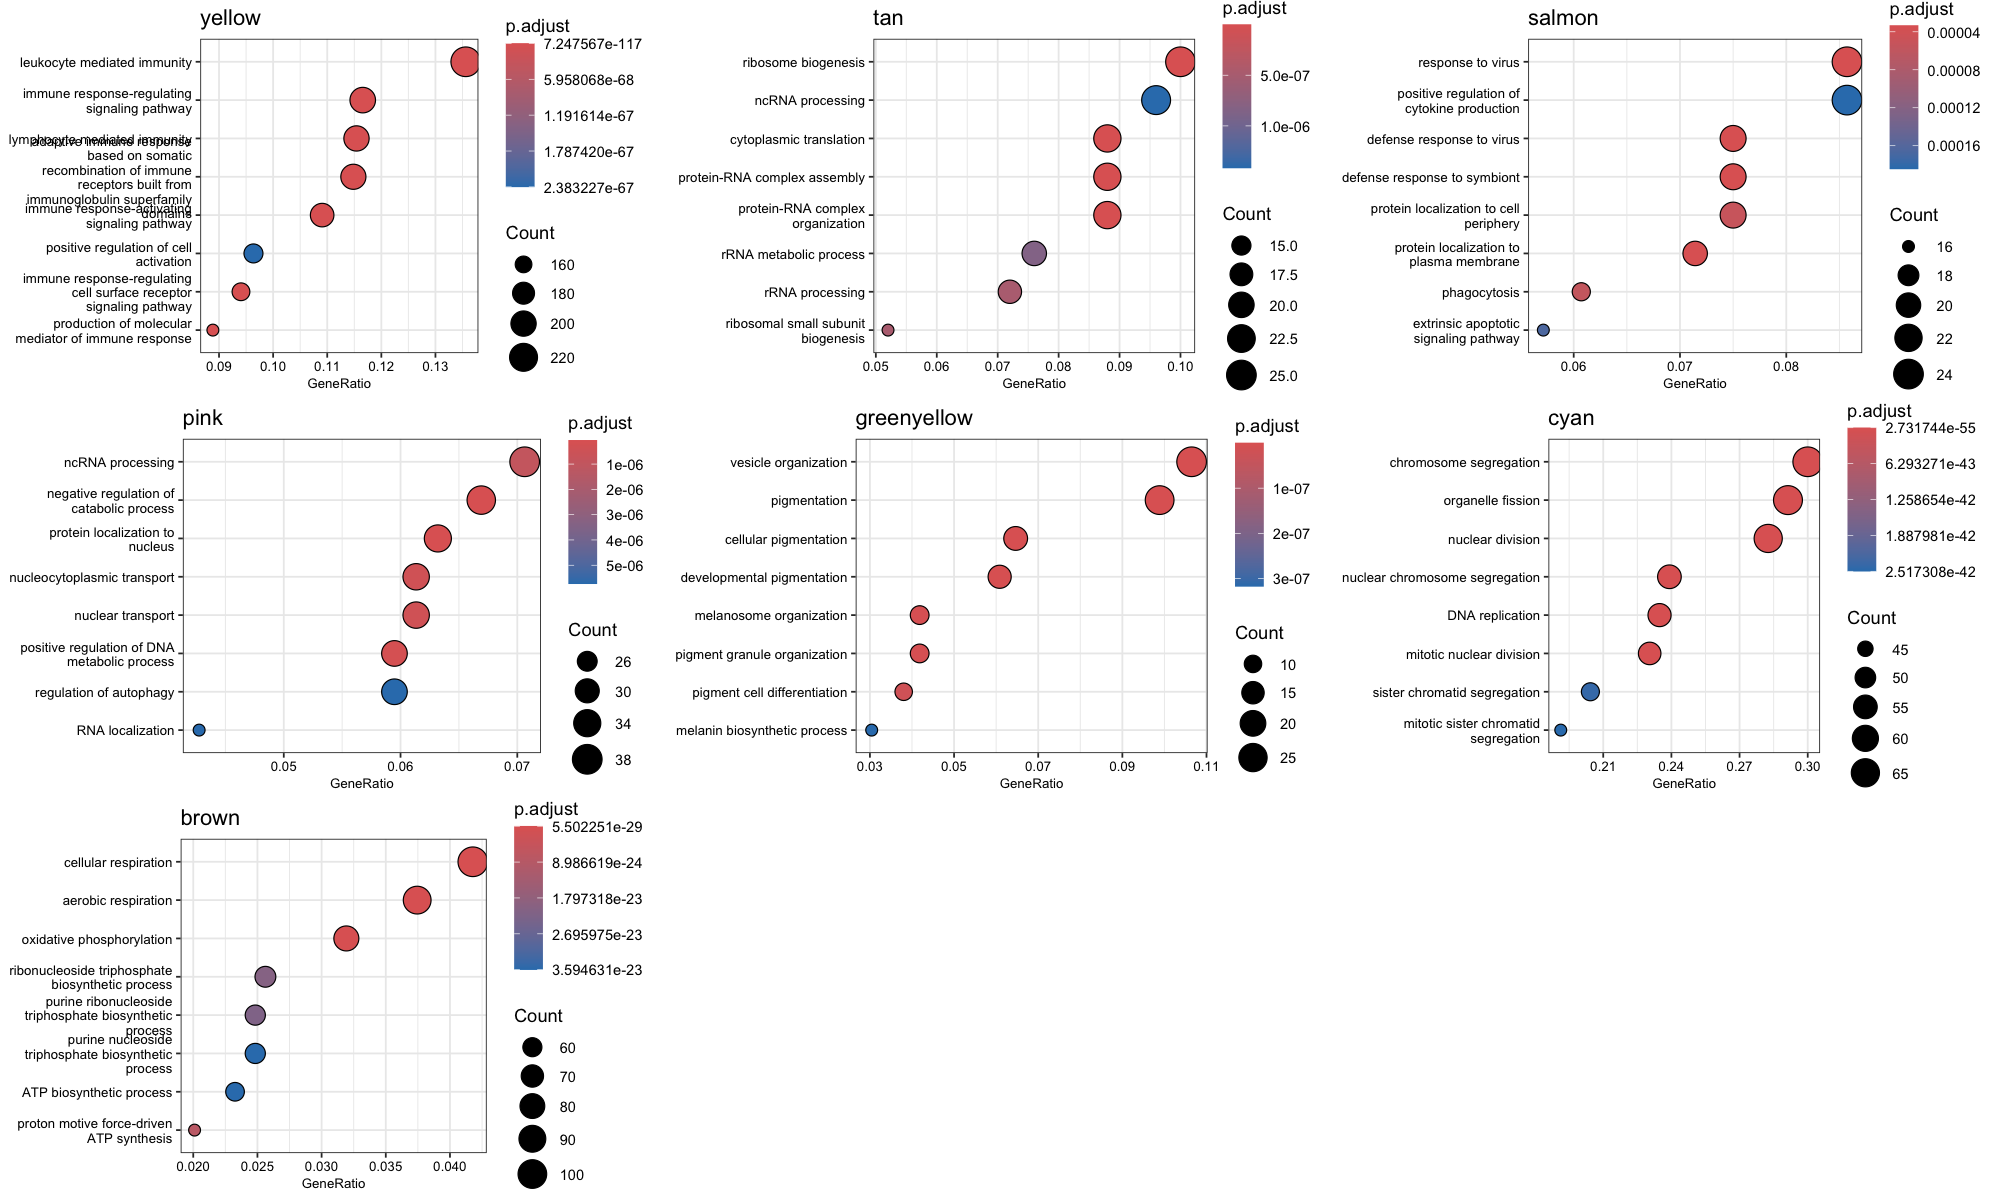 yellow
leukocyte mediated immunity
immune response-regulating
signaling pathway
lymphocyte mediated immunity
adaptive immune response
based on somatic
recombination of immune
receptors built from
immunoglobulin superfamily
domains
immune response-activating
signaling pathway
positive regulation of cell
activation
immune response-regulating
cell surface receptor
signaling pathway
production of molecular
mediator of immune response
0.09 0.10 0.11 0.12 0.13
GeneRatio
p.adjust
7.247567e-117
5.958068e-68
1.191614e-67
1.787420e-67
2.383227e-67
Count
160
180
200
220
tan
ribosome biogenesis
ncRNA processing
cytoplasmic translation
protein-RNA complex assembly
protein-RNA complex
organization
rRNA metabolic process
rRNA processing
ribosomal small subunit
biogenesis
0.05 0.06 0.07 0.08 0.09 0.10
GeneRatio
p.adjust
5.0e-07
1.0e-06
Count
15.0
17.5
20.0
22.5
25.0
salmon
response to virus
positive regulation of
cytokine production
defense response to virus
defense response to symbiont
protein localization to cell
periphery
protein localization to
plasma membrane
phagocytosis
extrinsic apoptotic
signaling pathway
0.06 0.07 0.08
GeneRatio
p.adjust
0.00004
0.00008
0.00012
0.00016
Count
16
18
20
22
24
pink
ncRNA processing
negative regulation of
catabolic process
protein localization to
nucleus
nucleocytoplasmic transport
nuclear transport
positive regulation of DNA
metabolic process
regulation of autophagy
RNA localization
0.05 0.06 0.07
GeneRatio
p.adjust
1e-06
2e-06
3e-06
4e-06
5e-06
Count
26
30
34
38
greenyellow
vesicle organization
pigmentation
cellular pigmentation
developmental pigmentation
melanosome organization
pigment granule organization
pigment cell differentiation
melanin biosynthetic process
0.03 0.05 0.07 0.09 0.11
GeneRatio
p.adjust
1e-07
2e-07
3e-07
Count
10
15
20
25
cyan
chromosome segregation
organelle fission
nuclear division
nuclear chromosome segregation
DNA replication
mitotic nuclear division
sister chromatid segregation
mitotic sister chromatid
segregation
0.21 0.24 0.27 0.30
GeneRatio
p.adjust
2.731744e-55
6.293271e-43
1.258654e-42
1.887981e-42
2.517308e-42
Count
45
50
55
60
65
brown
cellular respiration
aerobic respiration
oxidative phosphorylation
ribonucleoside triphosphate
biosynthetic process
purine ribonucleoside
triphosphate biosynthetic
process
purine nucleoside
triphosphate biosynthetic
process
ATP biosynthetic process
proton motive force-driven
ATP synthesis
0.020 0.025 0.030 0.035 0.040
GeneRatio
p.adjust
5.502251e-29
8.986619e-24
1.797318e-23
2.695975e-23
3.594631e-23
Count
60
70
80
90
100